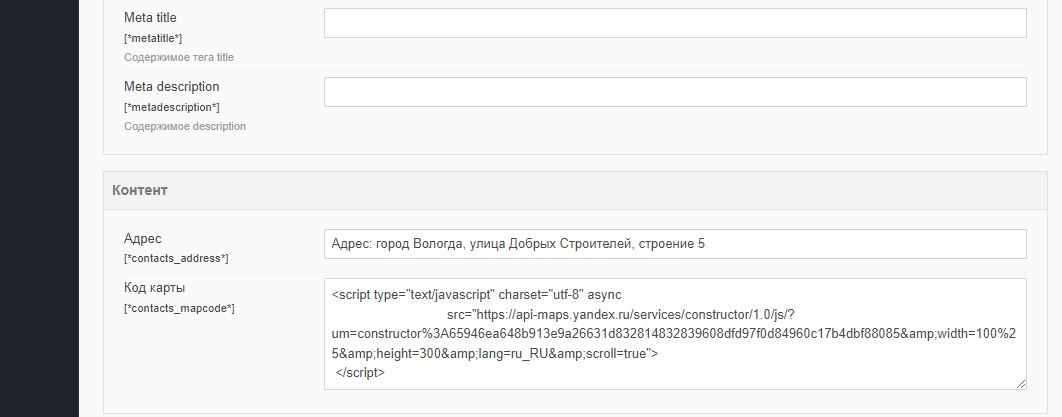 Meta title
[*metatitle*]
Содержимое тега title
Meta description
[*metadescription*]
Содержимое description
Контент
Адрес
[*contacts_address*]
Адрес: город Вологда, улица Добрых Строителей, строение 5
Код карты
[*contacts_mapcode*]
<script type="text/javascript" charset="utf-8" async
src="https://api-maps.yandex.ru/services/constructor/1.0/js/?
um=constructor%3A65946ea648b913e9a26631d832814832839608dfd97f0d84960c17b4dbf88085&amp;width=100%2
5&amp;height=300&amp;lang=ru_RU&amp;scroll=true">
</script>